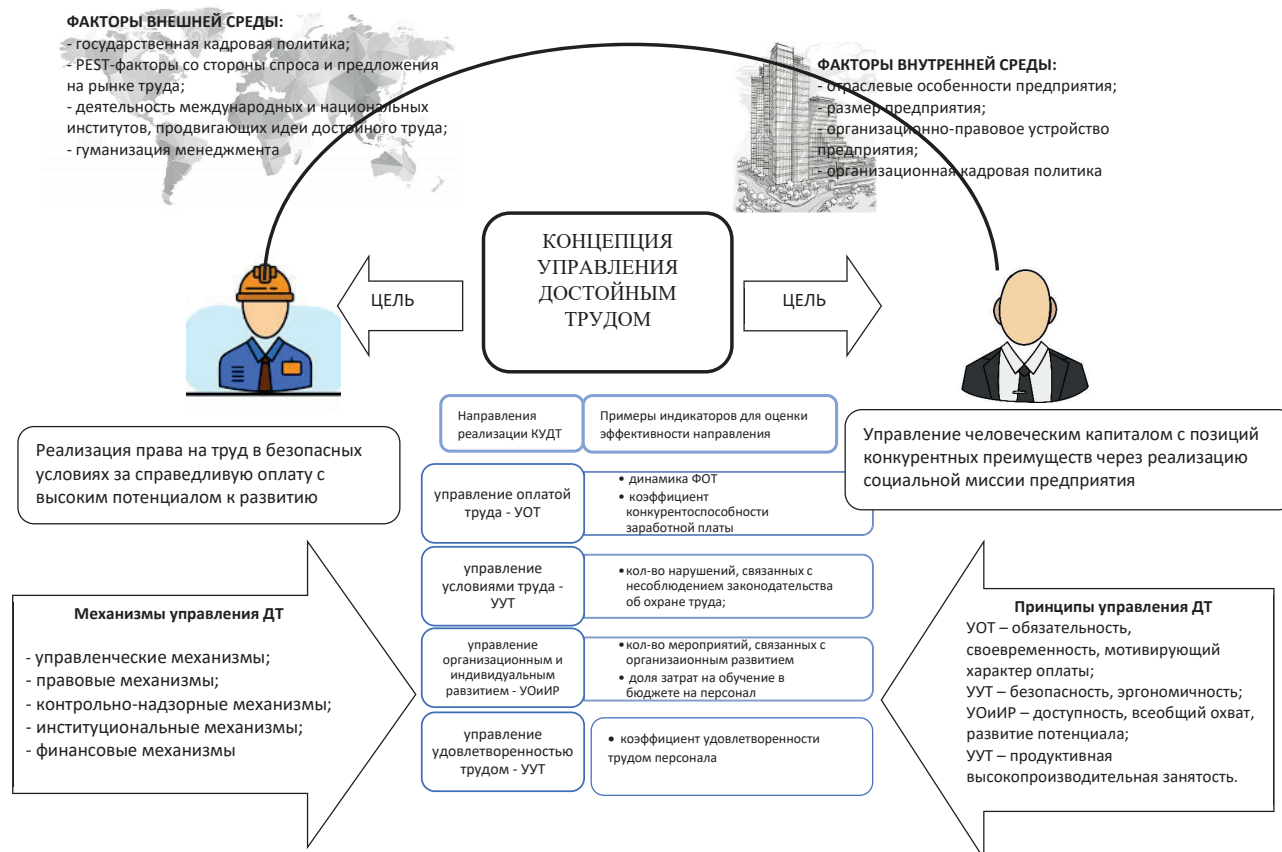 ФАКТОРЫ ВНЕШНЕЙ СРЕДЫ:
- государственная кадровая политика;
- PEST-факторы со стороны спроса и предложения
на рынке труда;
- деятельность международных и национальных
институтов, продвигающих идеи достойного труда;
- гуманизация менеджмента
ФАКТОРЫ ВНУТРЕННЕЙ СРЕДЫ:
- отраслевые особенности предприятия;
- размер предприятия;
- организационно-правовое устройство
предприятия;
- организационная кадровая политика
КОНЦЕПЦИЯ
УПРАВЛЕНИЯ
ДОСТОЙНЫМ
ТРУДОМ
ЦЕЛЬ
ЦЕЛЬ
Реализация права на труд в безопасных
условиях за справедливую оплату с
высоким потенциалом к развитию
Управление человеческим капталом с позиций
конкурентных преимуществ через реализацию
социальной миссии предприятия
Направления
реализации КУДТ
Примеры индикаторов для оценки
эффективности направления
управление оплатой
труда - УОТ
• динамика ФОТ
• коэффициент
конкурентоспособности
заработной платы
управление
условиями труда -
УУТ
•кол-во нарушений, связанных с
несоблюдением законодательства
об охране труда;
управление
организационным и
индивидуальным
равзитием - УОиИР
•кол-во мероприятий, связанных с
организаионным развитием
• доля затрат на обучение в
бюджете на персонал
управление
удовлетворенностью
трудом - УУТ
• коэффициент удовлетворенности
трудом персонала
Механизмы управления ДТ
- управленческие механизмы;
- правовые механизмы;
- контрольно-надзорные механизмы;
- институциональные механизмы;
- финансовые механизмы
Принципы управления ДТ
УОТ – обязательность,
своевременность, мотивирующий
характер оплаты;
УУТ – безопасность, эргономичность;
УОиИР – доступность, всеобщий охват,
развитие потенциала;
УУТ – продуктивная
высокопроизводительная занятость.